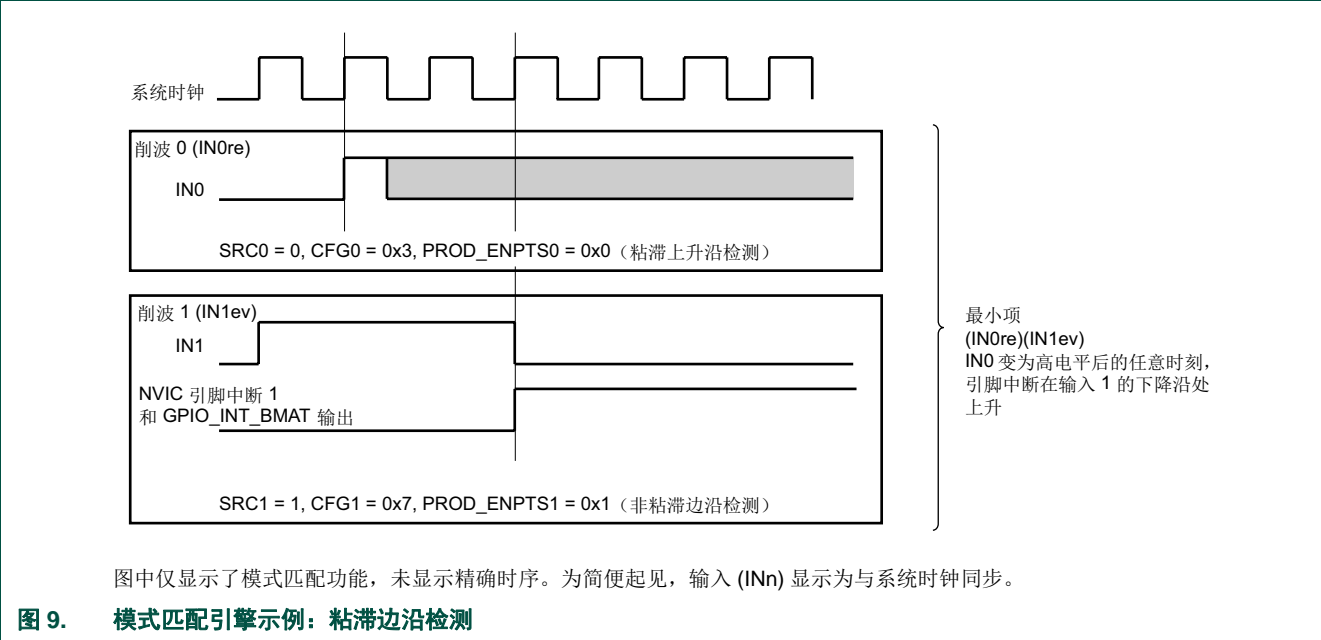 系统时钟
削波 0 (IN0re)
IN0
SRC0 = 0, CFG0 = 0x3, PROD_ENPTS0 = 0x0（粘滞上升沿检测）
削波 1 (IN1ev)
IN1
NVIC 引脚中断 1
和 GPIO_INT_BMAT 输出
SRC1 = 1, CFG1 = 0x7, PROD_ENPTS1 = 0x1（非粘滞边沿检测）
最小项
(IN0re)(IN1ev)
IN0 变为高电平后的任意时刻，
引脚中断在输入 1 的下降沿处
上升
图中仅显示了模式匹配功能，未显示精确时序。为简便起见，输入 (INn) 显示为与系统时钟同步。
图 9. 模式匹配引擎示例：粘滞边沿检测